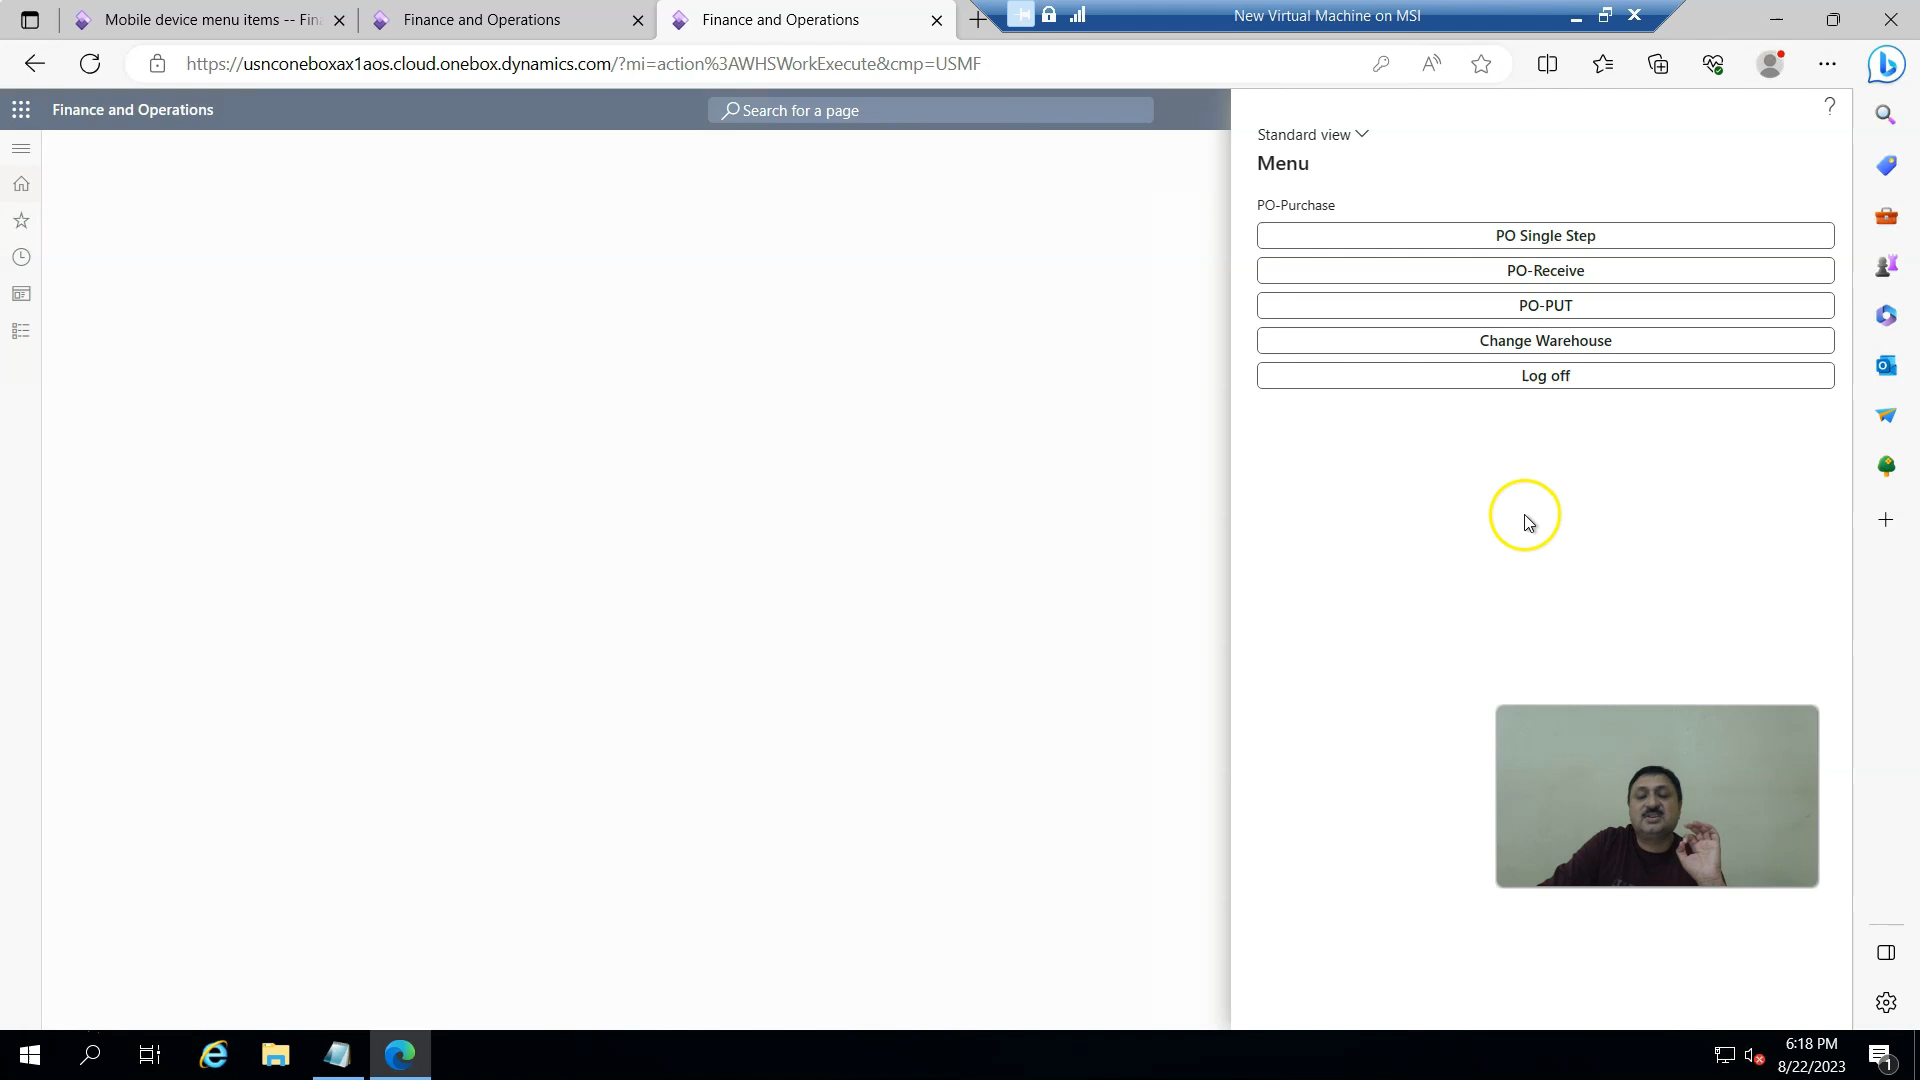 Mobile device menu items -- Fin
Finance and Operations
Finance and Operations
New Virtual Machine on MSI
https://usnconeboxax1aos.cloud.onebox.dynamics.com/?mi=action%3AWHSWorkExecute&cmp=USMF
Finance and Operations
Search for a page
?
Standard view
Menu
PO-Purchase
PO Single Step
PO-Receive
PO-PUT
Change Warehouse
Log off
6:18 PM
8/22/2023
1